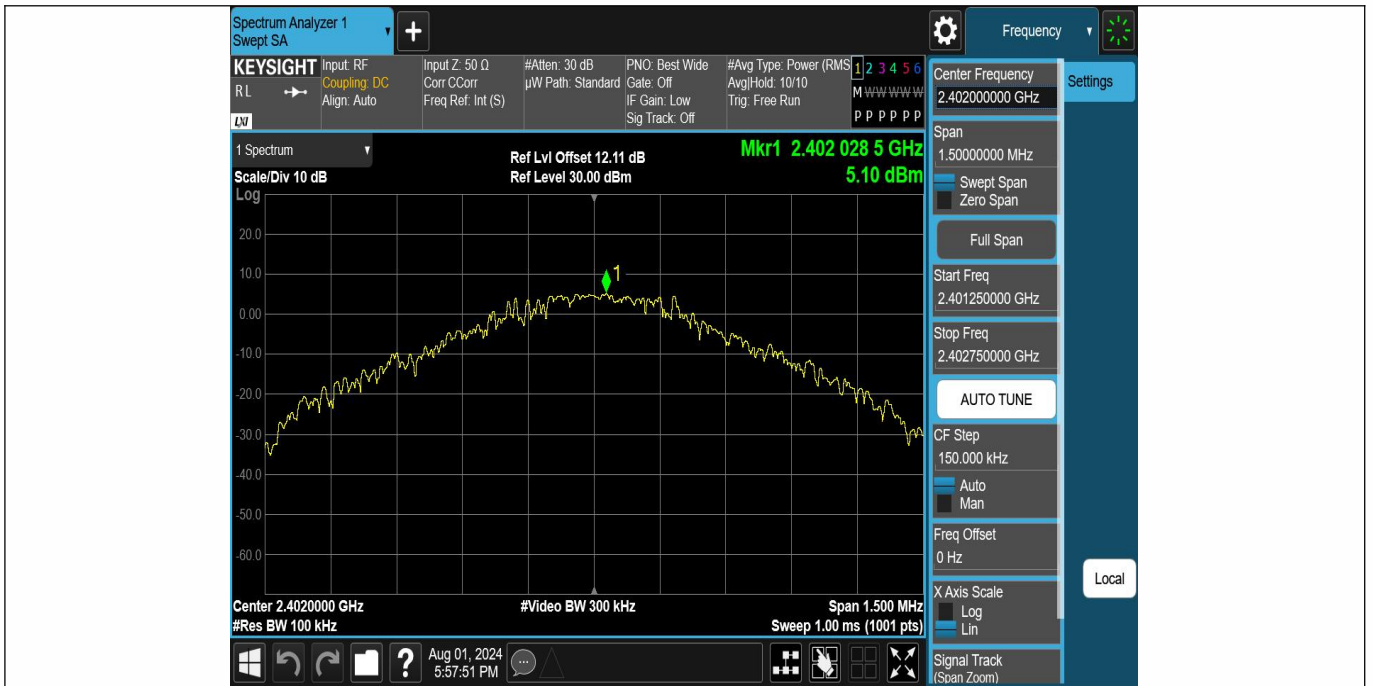 Spectrum Analyzer 1
Swept SA
+
Frequency
KEYSIGHT
RL
LXI
Input: RF
Coupling: DC
Align: Auto
Input Z: 50 Ω
Corr CCorr
Freq Ref: Int (S)
#Atten: 30 dB
µW Path: Standard
PNO: Best Wide
Gate: Off
IF Gain: Low
Sig Track: Off
#Avg Type: Power (RMS
Avg|Hold: 10/10
Trig: Free Run
1 2 3 4 5 6
M W W W W W
P P P P P P
1 Spectrum
Scale/Div 10 dB
Log
Ref Lvl Offset 12.11 dB
Ref Level 30.00 dBm
Mkr1 2.402 028 5 GHz
5.10 dBm
1
20.0
10.0
0.00
-10.0
-20.0
-30.0
-40.0
-50.0
-60.0
Center 2.4020000 GHz
#Video BW 300 kHz
Span 1.500 MHz
#Res BW 100 kHz
Sweep 1.00 ms (1001 pts)
?
Aug 01, 2024
5:57:51 PM
Center Frequency
2.402000000 GHz
Settings
Span
1.50000000 MHz
Swept Span
Zero Span
Full Span
Start Freq
2.401250000 GHz
Stop Freq
2.402750000 GHz
AUTO TUNE
CF Step
150.000 kHz
Auto
Man
Freq Offset
0 Hz
Local
X Axis Scale
Log
Lin
Signal Track
(Span Zoom)